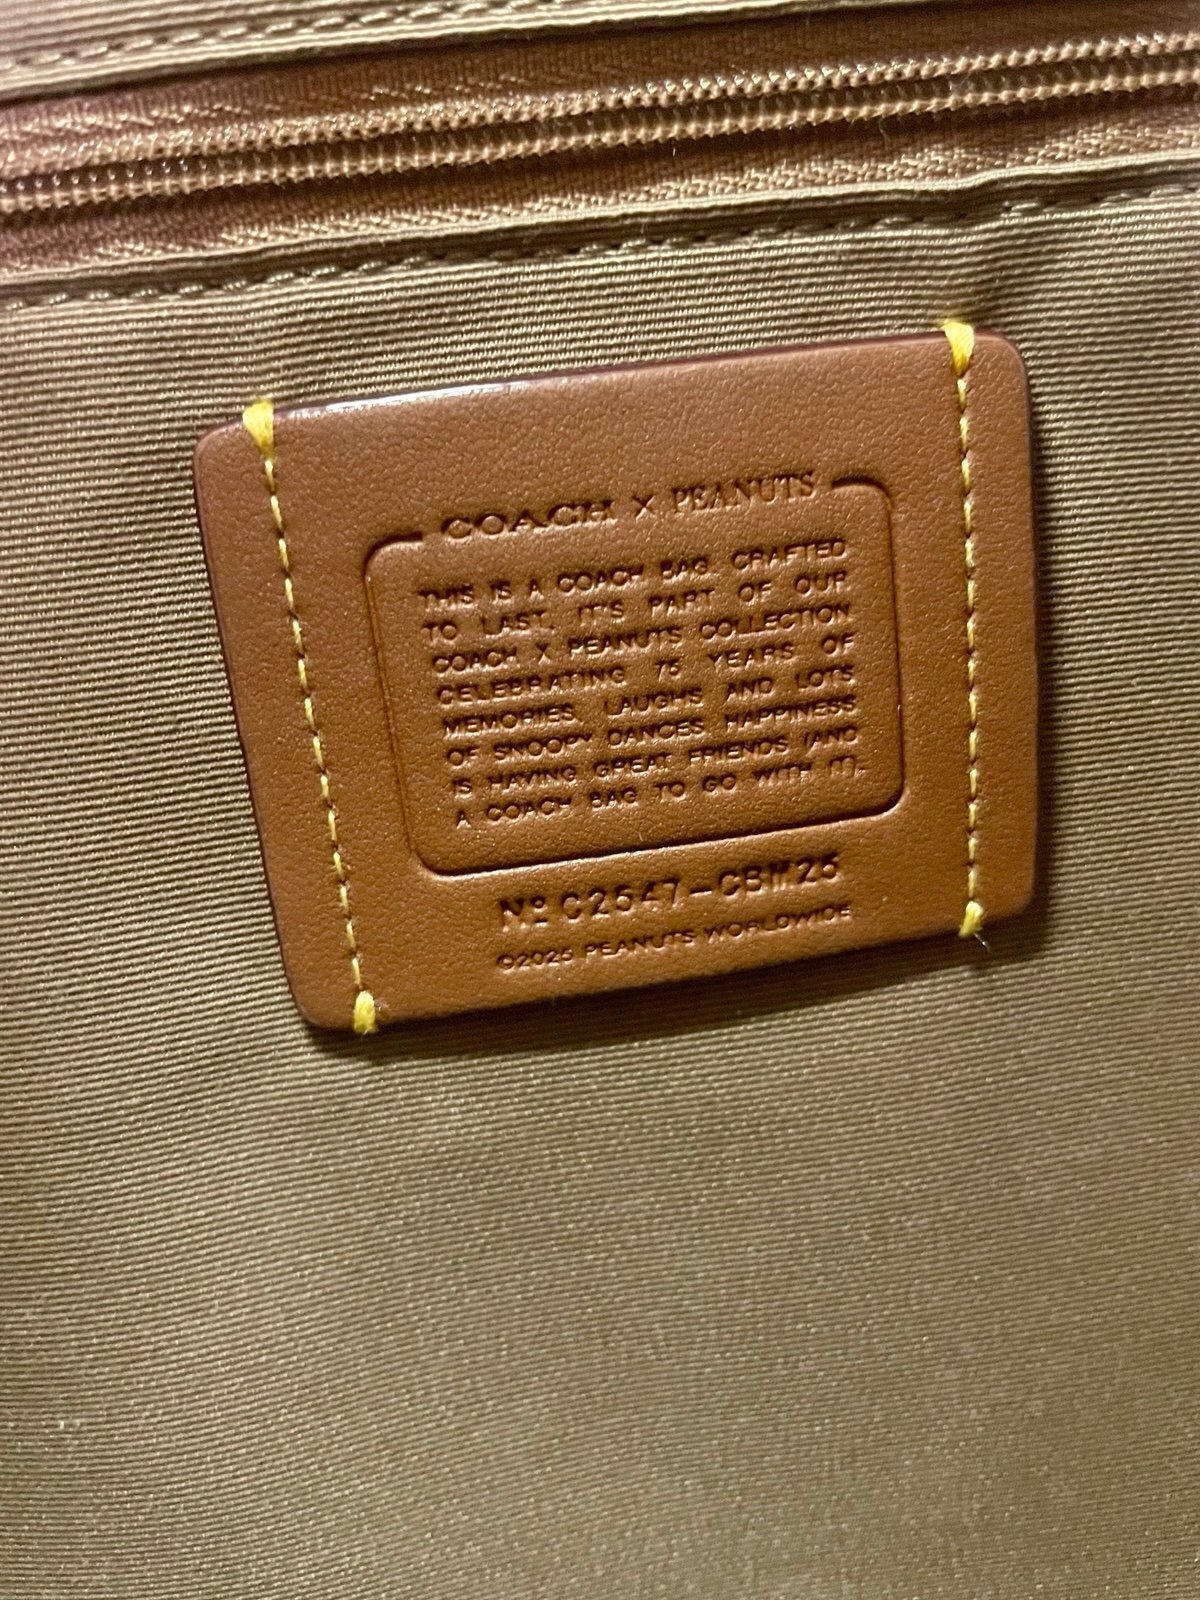 COACH X PEANUTS
THIS IS A COACH BAG. CRAFTED
TO LAST, IT'S PART OF OUR
COACH X PEANUTS COLLECTION
CELEBRATING 75 YEARS OF
MEMORIES, LAUGHS AND LOTS
OF SNOOPY DANCES. HAPPINESS
IS HAVING GREAT FRIENDS (AND
A COACH BAG TO GO WITH IT).
Nº C2547-CBM25
©2025 PEANUTS WORLDWIDE